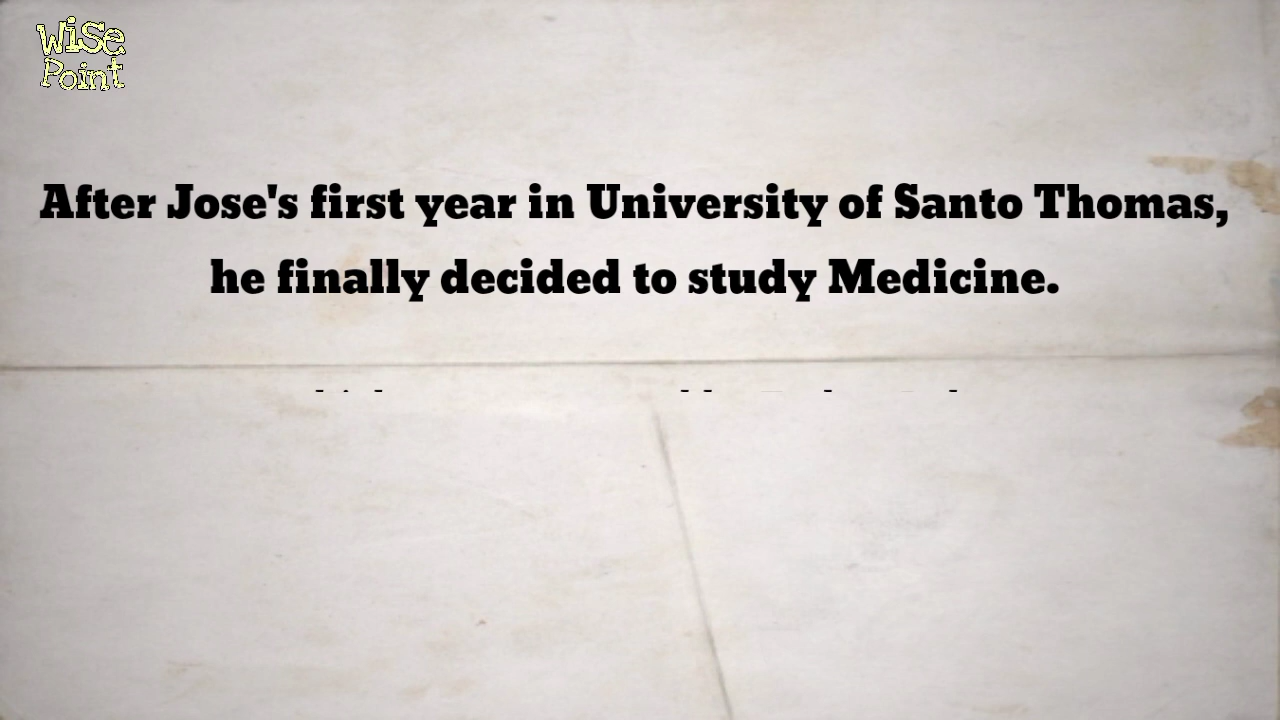 WiSe
Point
After Jose's first year in University of Santo Thomas,
he finally decided to study Medicine.